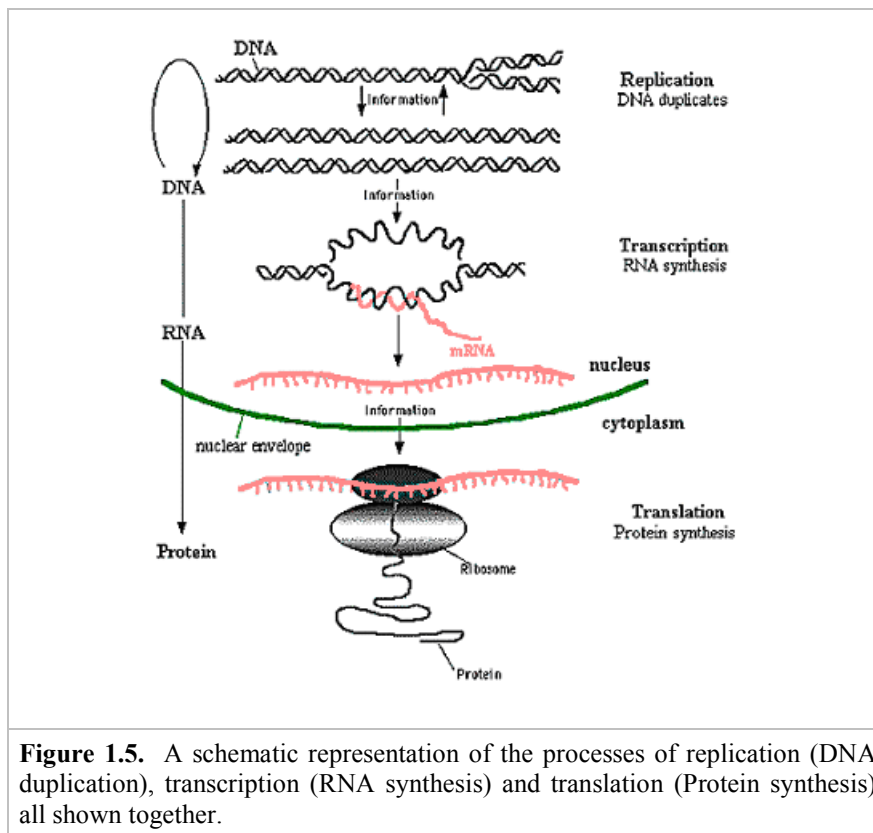 DNA
Replication
DNA duplicates
Information
DNA
Information
Transcription
RNA synthesis
RNA
mRNA
nucleus
Information
cytoplasm
nuclear envelope
Translation
Protein synthesis
Protein
Ribosome
Protein
Figure 1.5. A schematic representation of the processes of replication (DNA
duplication), transcription (RNA synthesis) and translation (Protein synthesis)
all shown together.